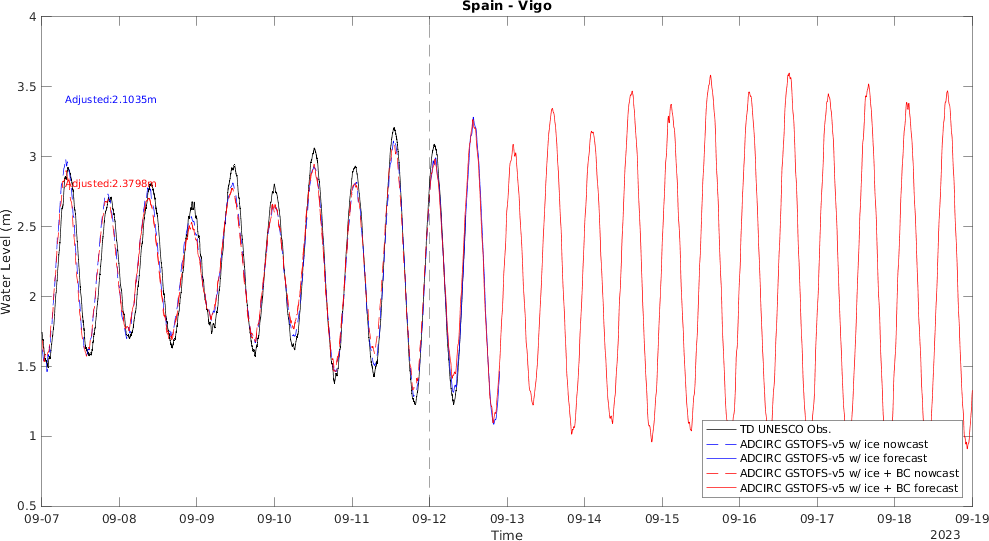 Spain - Vigo
4
3.5
3
2.5
2
1.5
1
0.5
Water Level (m)
Adjusted:2.1035m
Adjusted:2.3798m
TD UNESCO Obs.
ADCIRC GSTOFS-v5 w/ ice nowcast
ADCIRC GSTOFS-v5 w/ ice forecast
ADCIRC GSTOFS-v5 w/ ice + BC nowcast
ADCIRC GSTOFS-v5 w/ ice + BC forecast
09-07 09-08 09-09 09-10 09-11 09-12 09-13 09-14 09-15 09-16 09-17 09-18 09-19
Time
2023